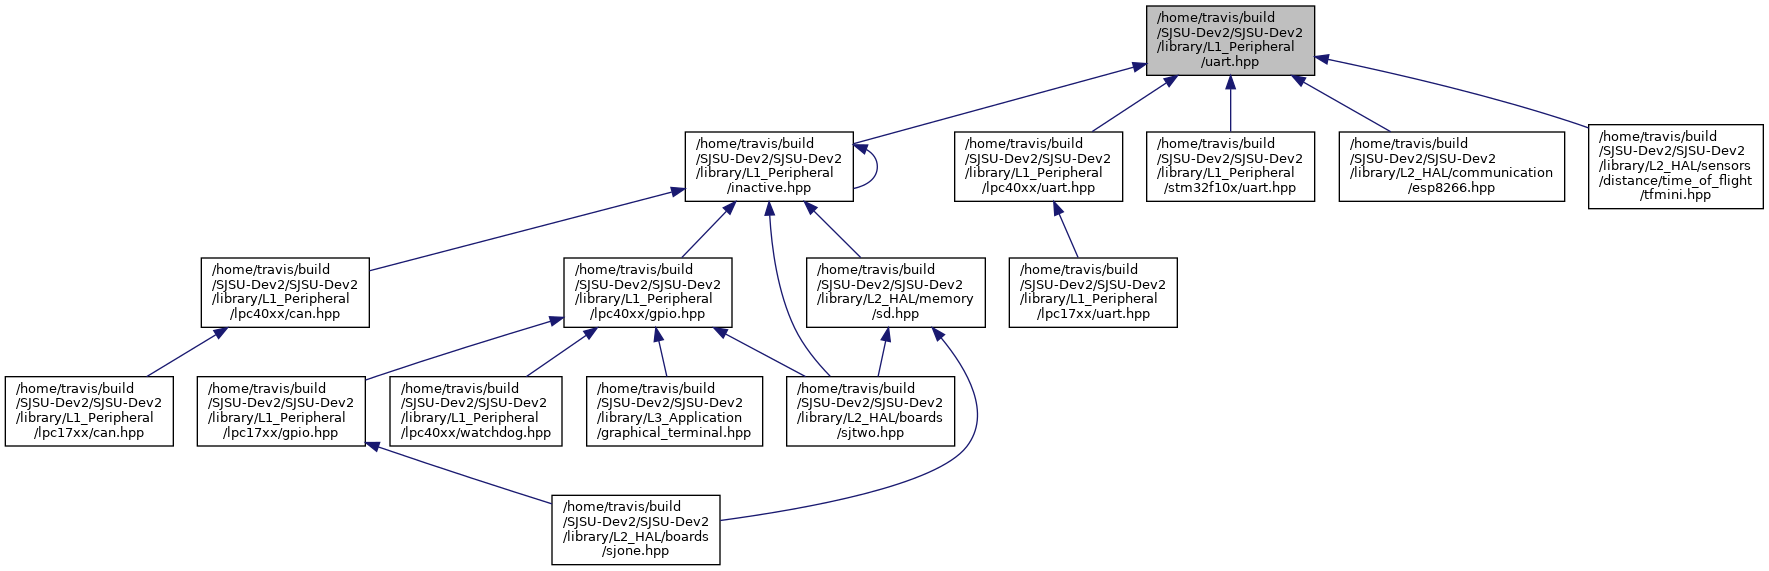 /home/travis/build
/SJSU-Dev2/SJSU-Dev2
/library/L1_Peripheral
/uart.hpp
/home/travis/build
/SJSU-Dev2/SJSU-Dev2
/library/L1_Peripheral
/inactive.hpp
/home/travis/build
/SJSU-Dev2/SJSU-Dev2
/library/L1_Peripheral
/lpc40xx/uart.hpp
/home/travis/build
/SJSU-Dev2/SJSU-Dev2
/library/L1_Peripheral
/stm32f10x/uart.hpp
/home/travis/build
/SJSU-Dev2/SJSU-Dev2
/library/L2_HAL/communication
/esp8266.hpp
/home/travis/build
/SJSU-Dev2/SJSU-Dev2
/library/L2_HAL/sensors
/distance/time_of_flight
/tfmini.hpp
/home/travis/build
/SJSU-Dev2/SJSU-Dev2
/library/L1_Peripheral
/lpc40xx/can.hpp
/home/travis/build
/SJSU-Dev2/SJSU-Dev2
/library/L1_Peripheral
/lpc40xx/gpio.hpp
/home/travis/build
/SJSU-Dev2/SJSU-Dev2
/library/L2_HAL/memory
/sd.hpp
/home/travis/build
/SJSU-Dev2/SJSU-Dev2
/library/L1_Peripheral
/lpc17xx/uart.hpp
/home/travis/build
/SJSU-Dev2/SJSU-Dev2
/library/L1_Peripheral
/lpc17xx/can.hpp
/home/travis/build
/SJSU-Dev2/SJSU-Dev2
/library/L1_Peripheral
/lpc17xx/gpio.hpp
/home/travis/build
/SJSU-Dev2/SJSU-Dev2
/library/L1_Peripheral
/lpc40xx/watchdog.hpp
/home/travis/build
/SJSU-Dev2/SJSU-Dev2
/library/L3_Application
/graphical_terminal.hpp
/home/travis/build
/SJSU-Dev2/SJSU-Dev2
/library/L2_HAL/boards
/sjtwo.hpp
/home/travis/build
/SJSU-Dev2/SJSU-Dev2
/library/L2_HAL/boards
/sjone.hpp